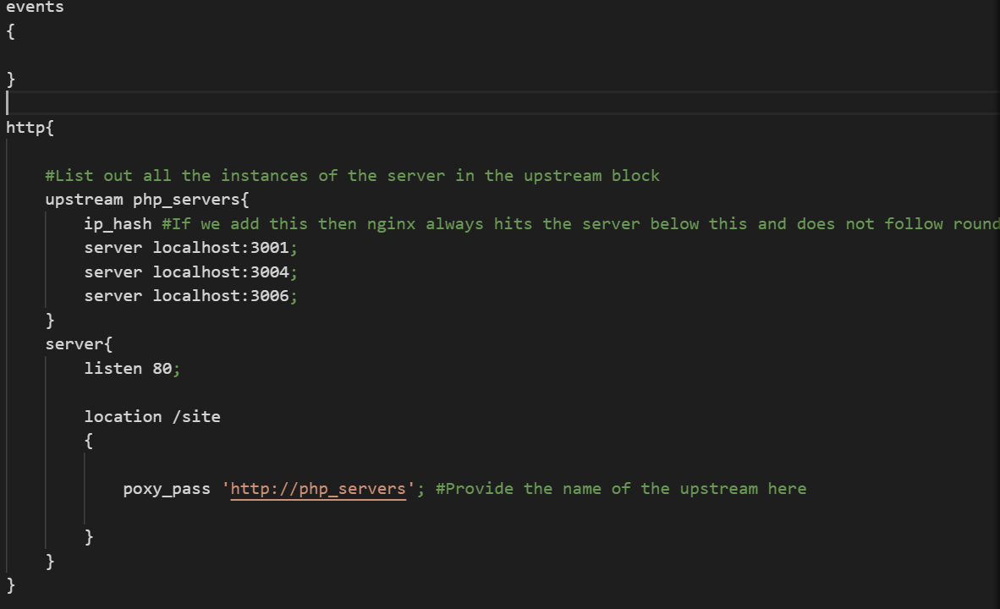 events
{
}
http{
#List out all the instances of the server in the upstream block
upstream php_servers{
ip_hash #If we add this then nginx always hits the server below this and does not follow round
server localhost:3001;
server localhost:3004;
server localhost:3006;
}
server{
listen 80;
location /site
{
poxy_pass 'http://php_servers'; #Provide the name of the upstream here
}
}
}